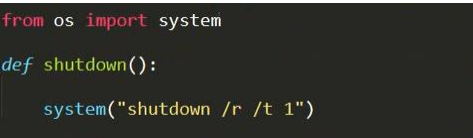 from os import system
def shutdown():
system("shutdown /r /t 1")